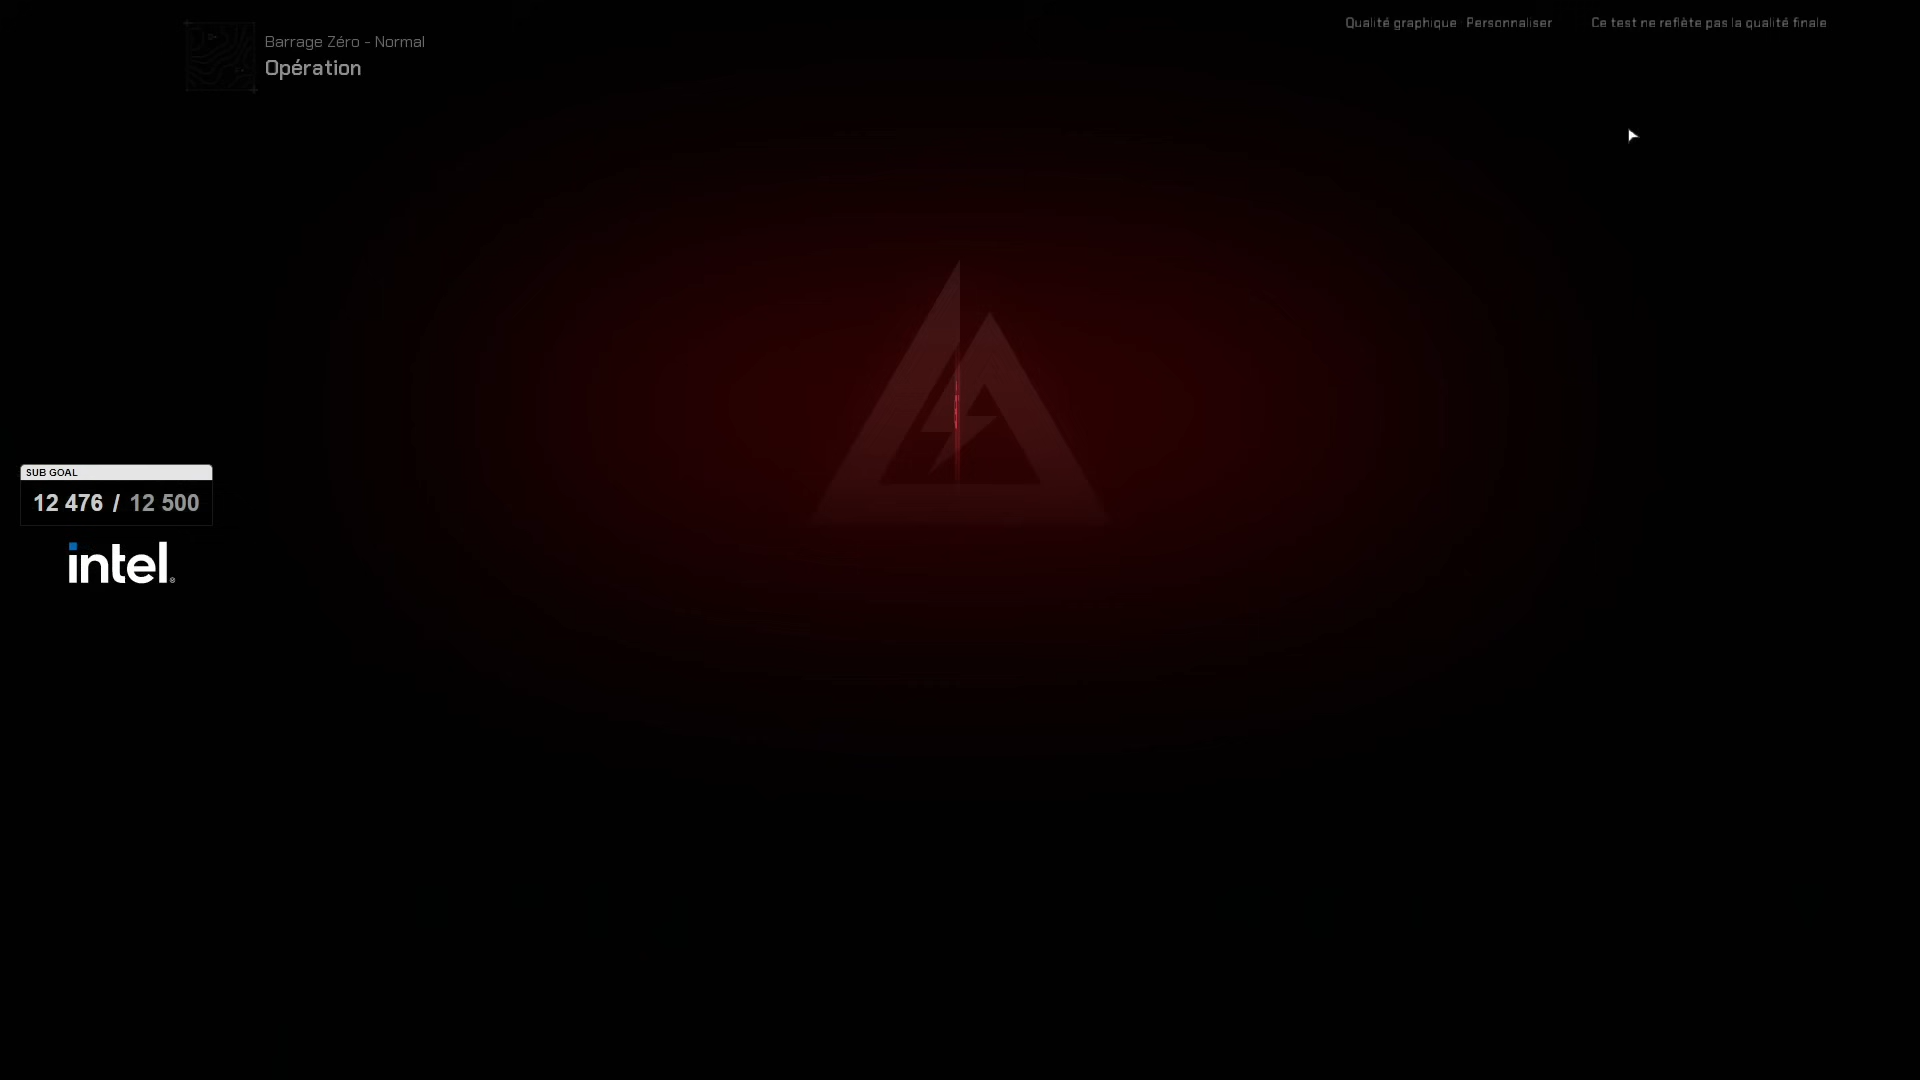 Barrage Zéro - Normal
Opération
Qualité graphique Personnaliser
Ce test ne reflète pas la qualité finale
SUB GOAL
12 476 / 12 500
intel®